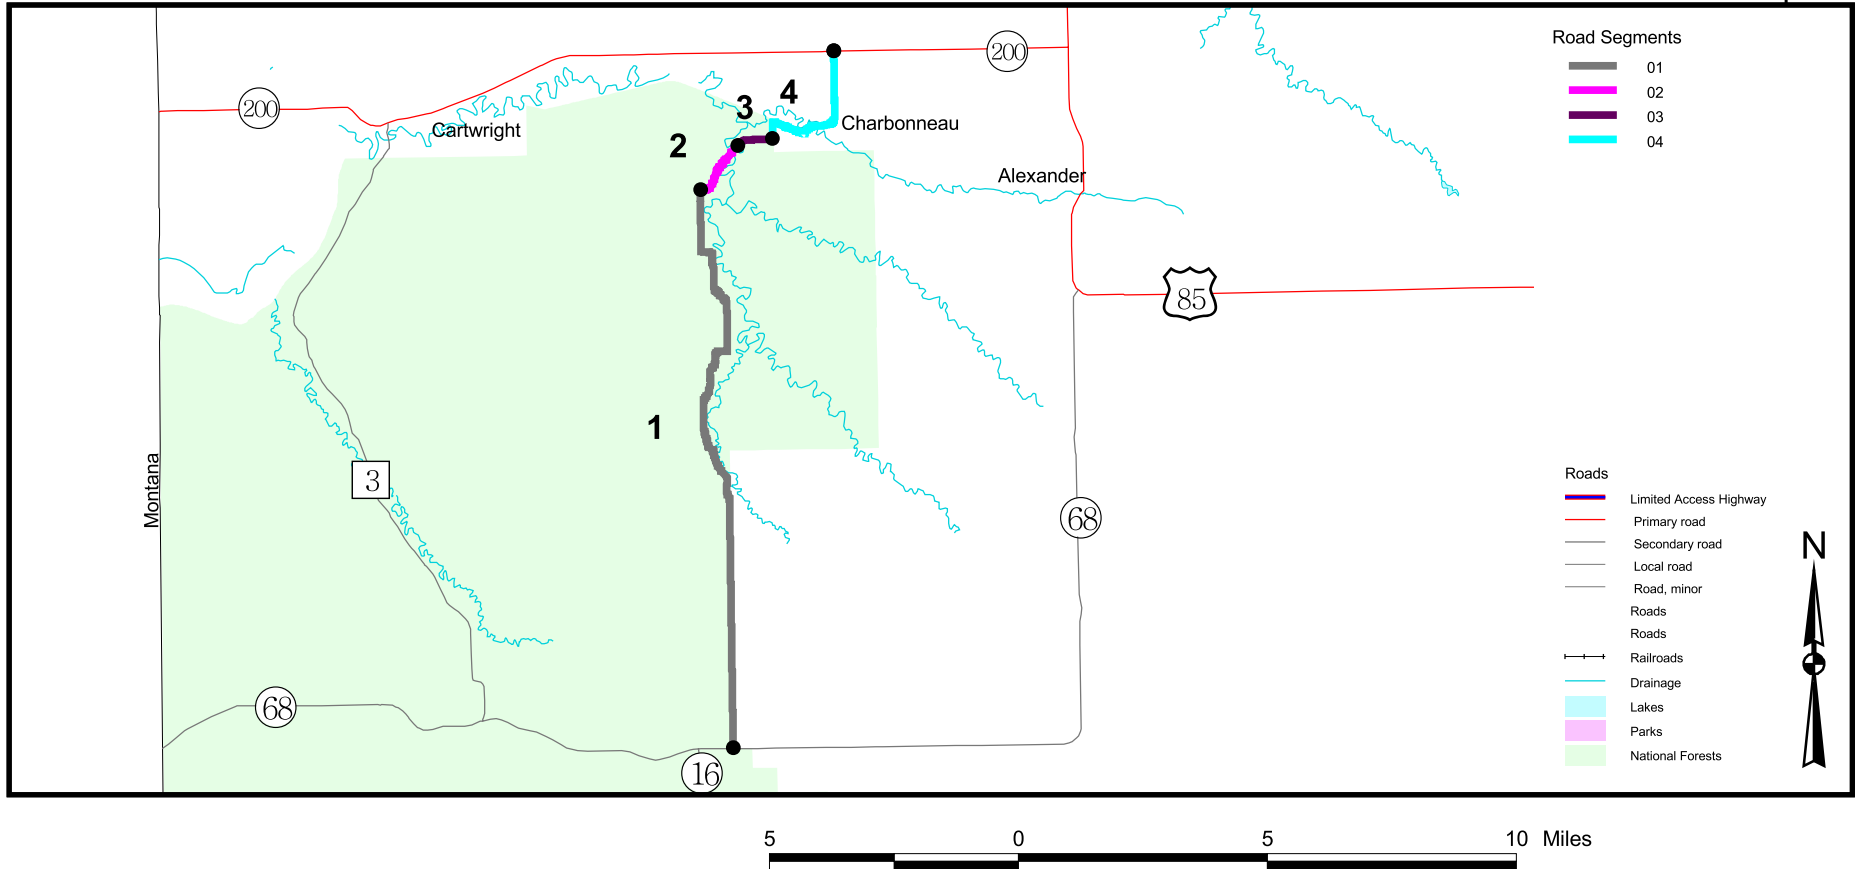 Road Segments
01
02
03
04
200
200
4
3
Charbonneau
Cartwright
2
Alexander
85
1
Montana
3
68
68
16
Roads
Limited Access Highway
Primary road
Secondary road
Local road
Road, minor
Roads
Roads
Railroads
Drainage
Lakes
Parks
National Forests
N
5 0 5 10 Miles